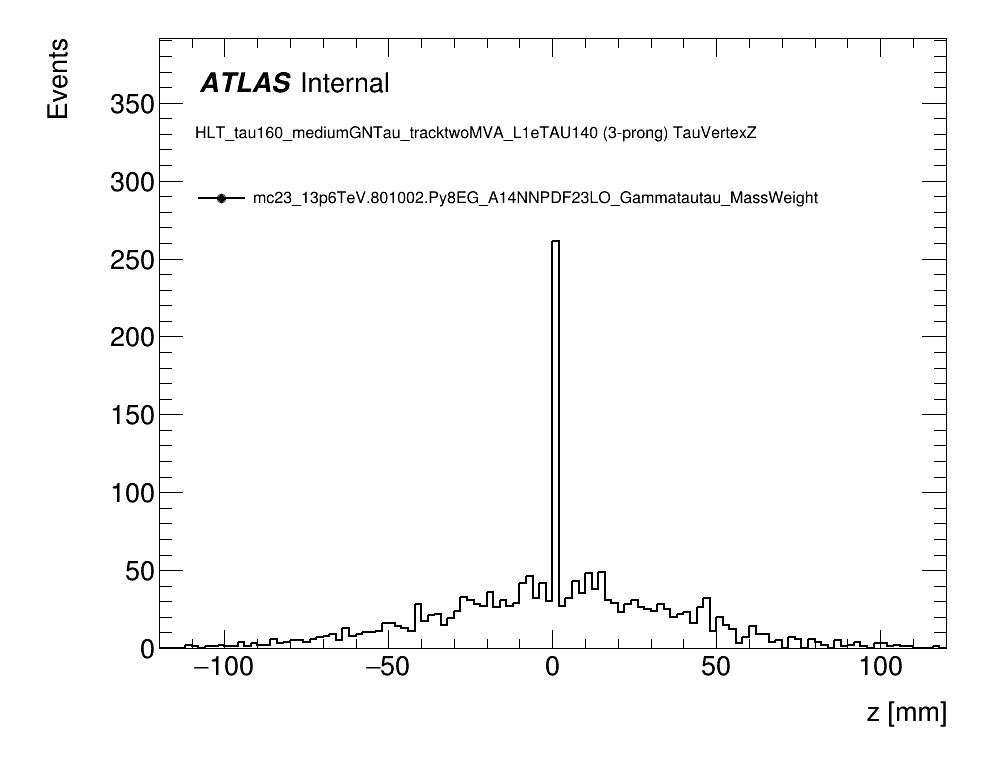 Events
ATLAS Internal
HLT_tau160_mediumGNTau_tracktwoMVA_L1eTAU140 (3-prong) TauVertexZ
mc23_13p6TeV.801002.Py8EG_A14NNPDF23LO_Gammatautau_MassWeight
350
300
250
200
150
100
50
0
−100 −50 0 50 100
z [mm]